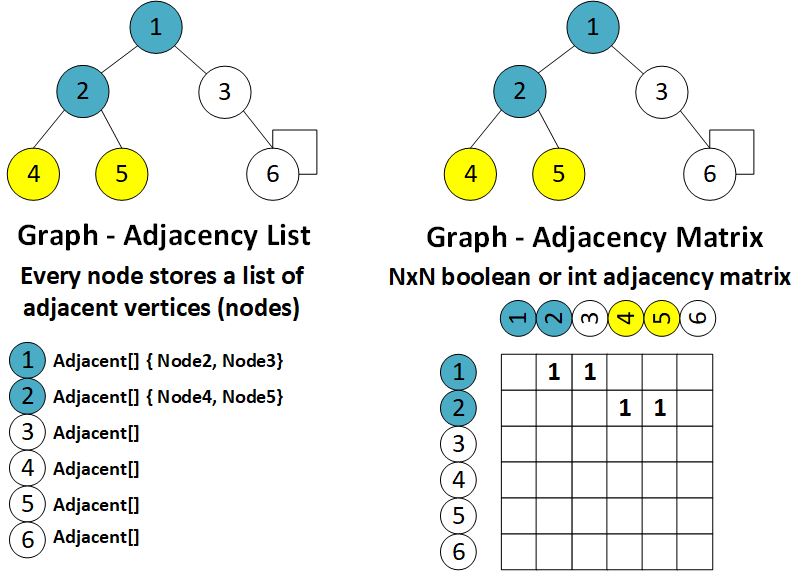 1
2
3
4
5
6
Graph - Adjacency List
Every node stores a list of
adjacent vertices (nodes)
1 Adjacent[] { Node2, Node3}
2 Adjacent[] { Node4, Node5}
3 Adjacent[]
4 Adjacent[]
5 Adjacent[]
6 Adjacent[]
1
2
3
4
5
6
Graph - Adjacency Matrix
NxN boolean or int adjacency matrix
1 2 3 4 5 6
1 1 1
2 1 1
3
4
5
6